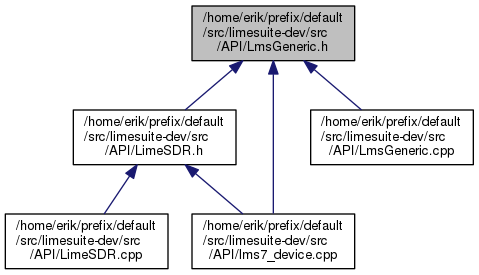 /home/erik/prefix/default
/src/limesuite-dev/src
/API/LmsGeneric.h
/home/erik/prefix/default
/src/limesuite-dev/src
/API/LimeSDR.h
/home/erik/prefix/default
/src/limesuite-dev/src
/API/LmsGeneric.cpp
/home/erik/prefix/default
/src/limesuite-dev/src
/API/LimeSDR.cpp
/home/erik/prefix/default
/src/limesuite-dev/src
/API/lms7_device.cpp